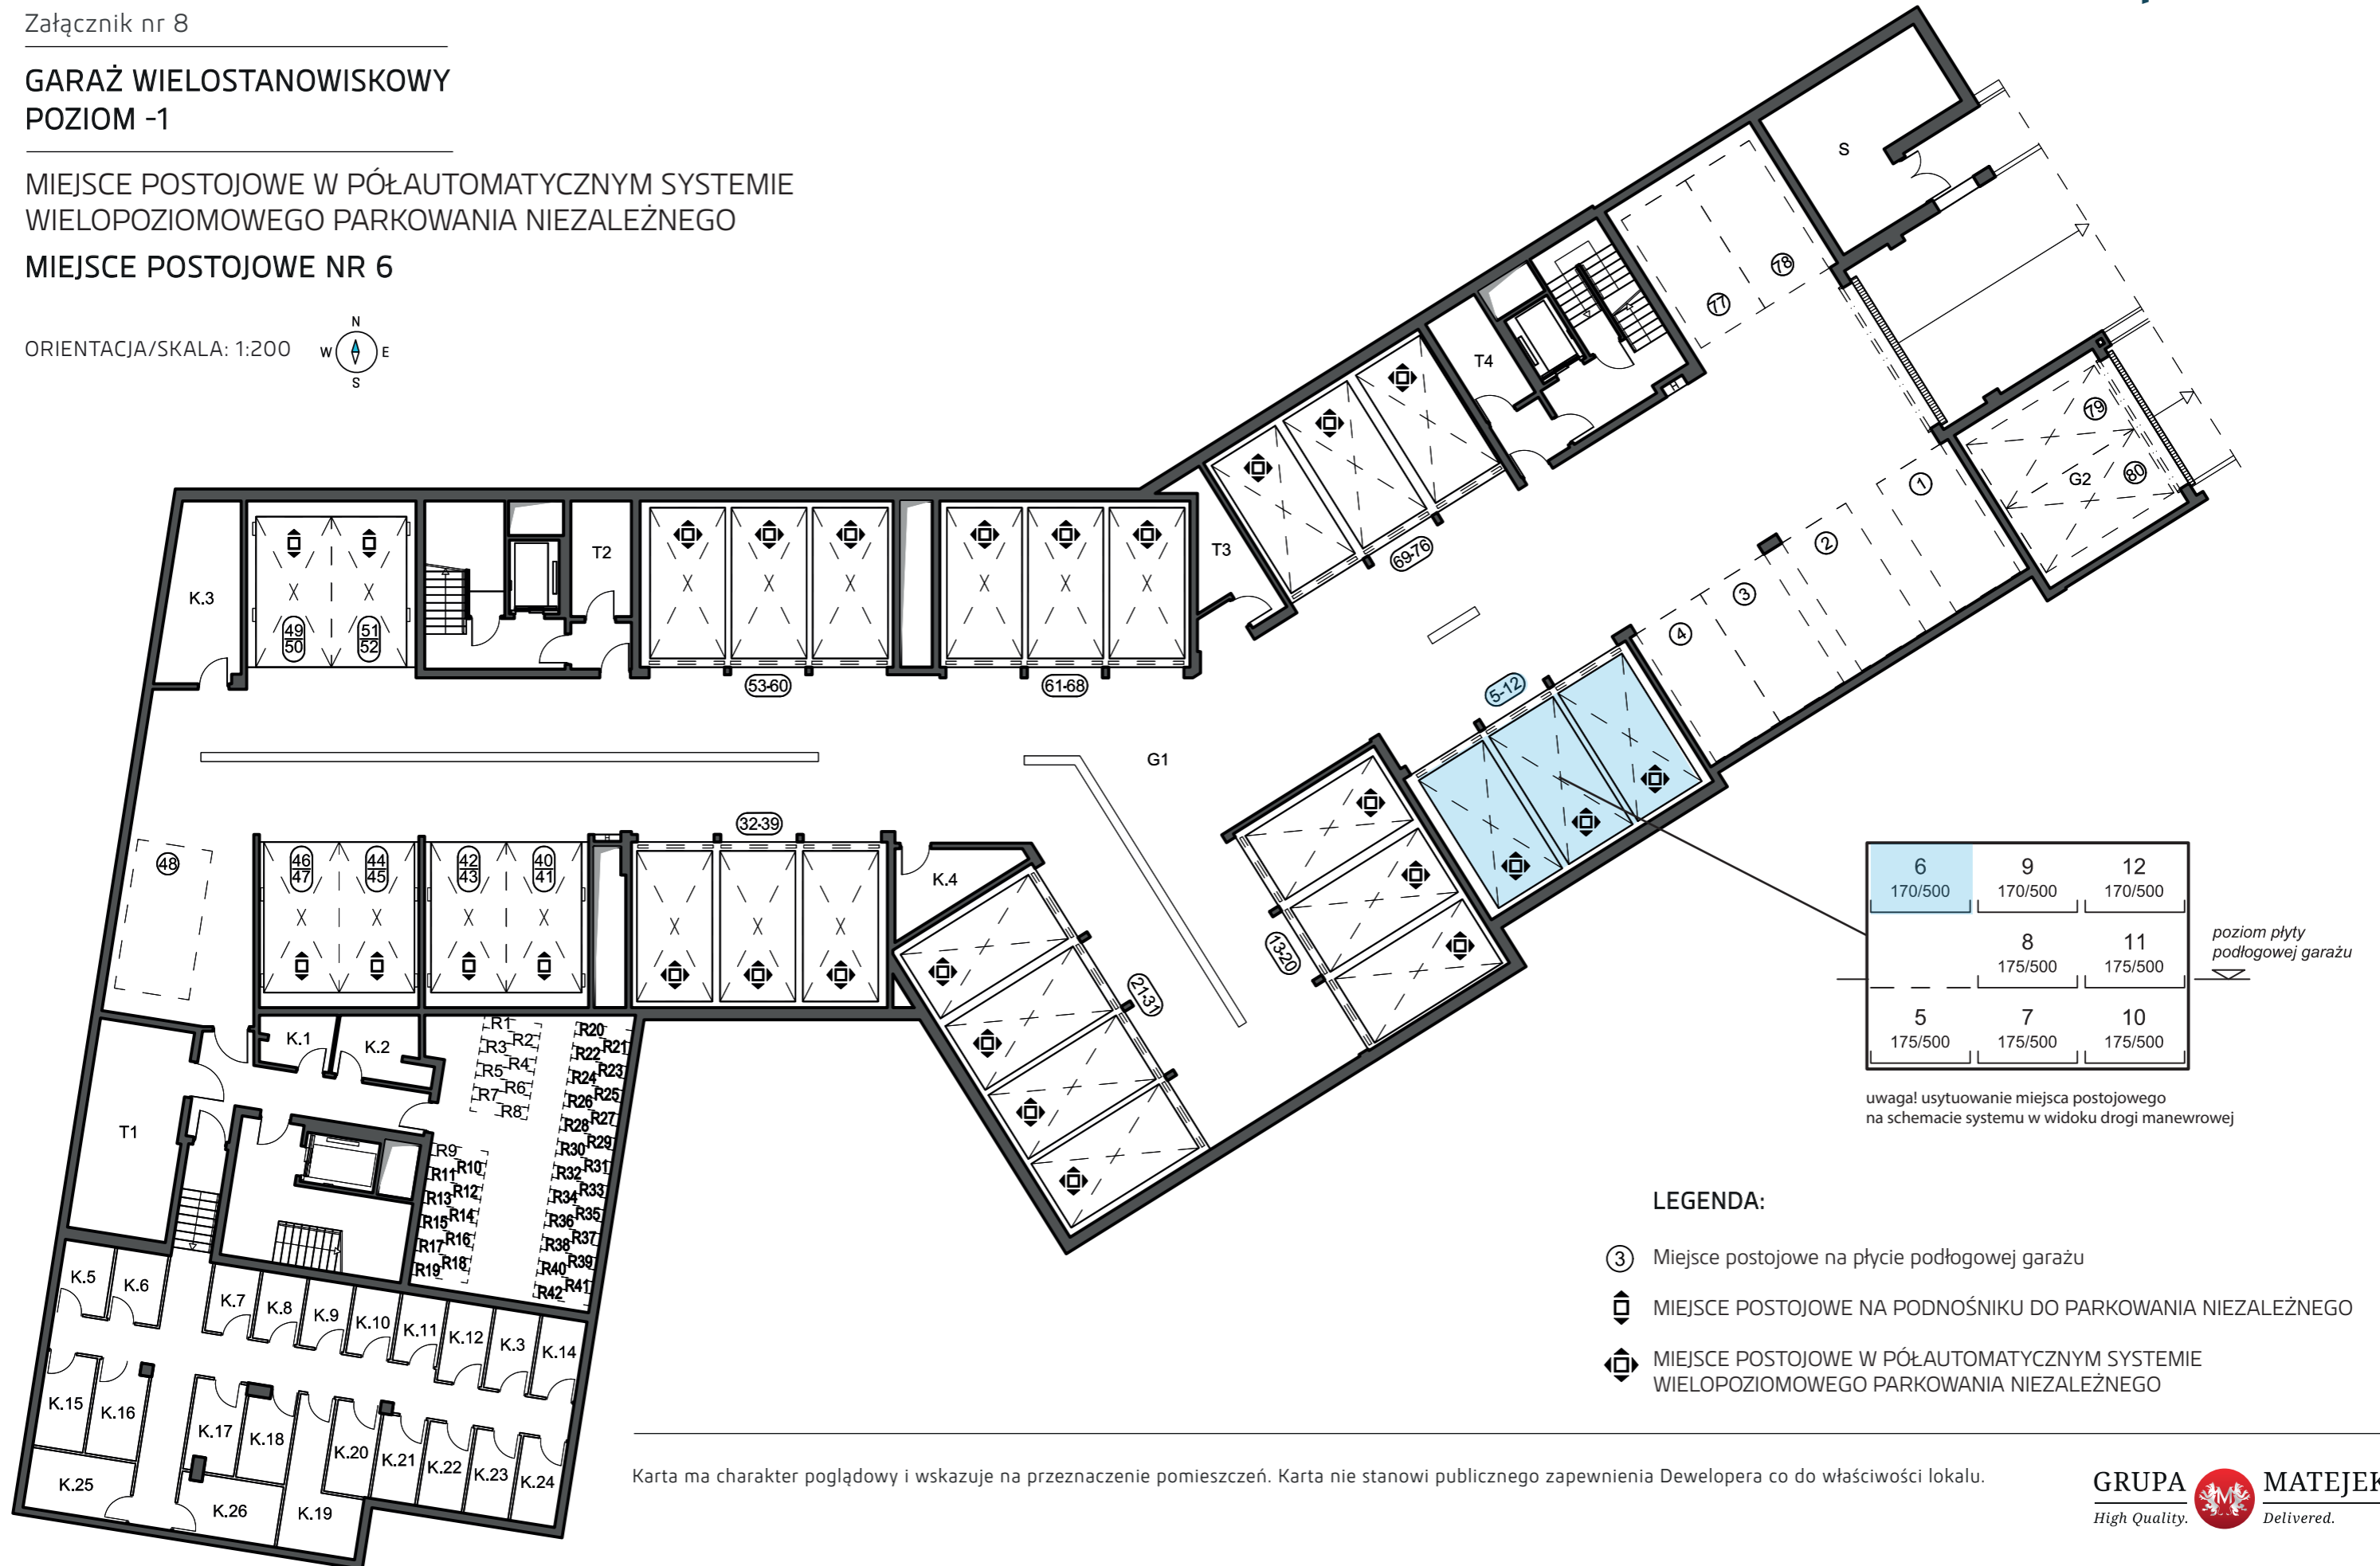 Załącznik nr 8
GARAŻ WIELOSTANOWISKOWY
POZIOM -1
MIEJSCE POSTOJOWE W PÓŁAUTOMATYCZNYM SYSTEMIE
WIELOPOZIOMOWEGO PARKOWANIA NIEZALEŻNEGO
MIEJSCE POSTOJOWE NR 6
ORIENTACJA/SKALA: 1:200
N
W E
S
S
78
77
T4
79
G2
80
1
2
3
4
69-76
T3
T2
K.3
49
50
51
52
53-60
61-68
5-12
G1
32-39
48
46
47
44
45
42
43
40
41
K.4
13-20
21-31
6 9 12
170/500 170/500 170/500
8 11
175/500 175/500
5 7 10
175/500 175/500 175/500
poziom płyty
podłogowej garażu
uwaga! usytuowanie miejsca postojowego
na schemacie systemu w widoku drogi manewrowej
K.1
K.2
T1
R1
R2
R3
R4
R5
R6
R7
R8
R9
R10
R11
R12
R13
R14
R15
R16
R17
R18
R19
R20
R21
R22
R23
R24
R25
R26
R27
R28
R29
R30
R31
R32
R33
R34
R35
R36
R37
R38
R39
R40
R41
R42
K.5
K.6
K.7
K.8
K.9
K.10
K.11
K.12
K.3
K.14
K.15
K.16
K.17
K.18
K.20
K.21
K.22
K.23
K.24
K.25
K.26
K.19
LEGENDA:
3 Miejsce postojowe na płycie podłogowej garażu
MIEJSCE POSTOJOWE NA PODNOŚNIKU DO PARKOWANIA NIEZALEŻNEGO
MIEJSCE POSTOJOWE W PÓŁAUTOMATYCZNYM SYSTEMIE
WIELOPOZIOMOWEGO PARKOWANIA NIEZALEŻNEGO
Karta ma charakter poglądowy i wskazuje na przeznaczenie pomieszczeń. Karta nie stanowi publicznego zapewnienia Dewelopera co do właściwości lokalu.
GRUPA M MATEJEK
High Quality. Delivered.